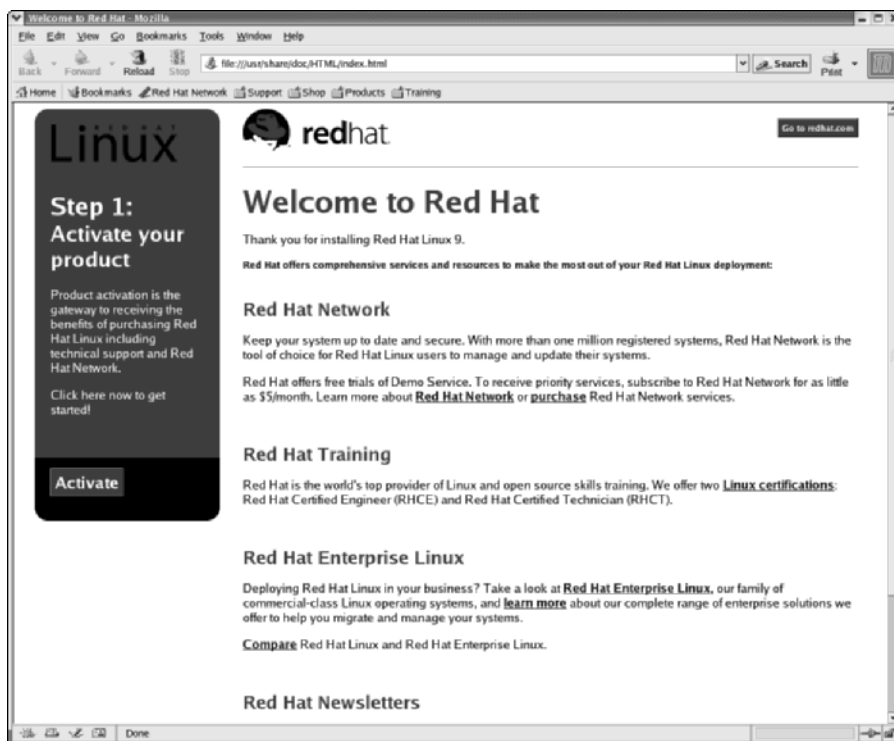 Welcome to Red Hat - Mozilla
File Edit View Go Bookmarks Tools Window Help
Back Forward Reload Stop file:///usr/share/doc/HTML/index.html Search Print
Home Bookmarks Red Hat Network Support Shop Products Training
RED HAT
Linux
Step 1:
Activate your
product
Product activation is the
gateway to receiving the
benefits of purchasing Red
Hat Linux including
technical support and Red
Hat Network.
Click here now to get
started!
Activate
redhat
Go to redhat.com
Welcome to Red Hat
Thank you for installing Red Hat Linux 9.
Red Hat offers comprehensive services and resources to make the most out of your Red Hat Linux deployment:
Red Hat Network
Keep your system up to date and secure. With more than one million registered systems, Red Hat Network is the
tool of choice for Red Hat Linux users to manage and update their systems.
Red Hat offers free trials of Demo Service. To receive priority services, subscribe to Red Hat Network for as little
as $5/month. Learn more about Red Hat Network or purchase Red Hat Network services.
Red Hat Training
Red Hat is the world's top provider of Linux and open source skills training. We offer two Linux certifications:
Red Hat Certified Engineer (RHCE) and Red Hat Certified Technician (RHCT).
Red Hat Enterprise Linux
Deploying Red Hat Linux in your business? Take a look at Red Hat Enterprise Linux, our family of
commercial-class Linux operating systems, and learn more about our complete range of enterprise solutions we
offer to help you migrate and manage your systems.
Compare Red Hat Linux and Red Hat Enterprise Linux.
Red Hat Newsletters
Done